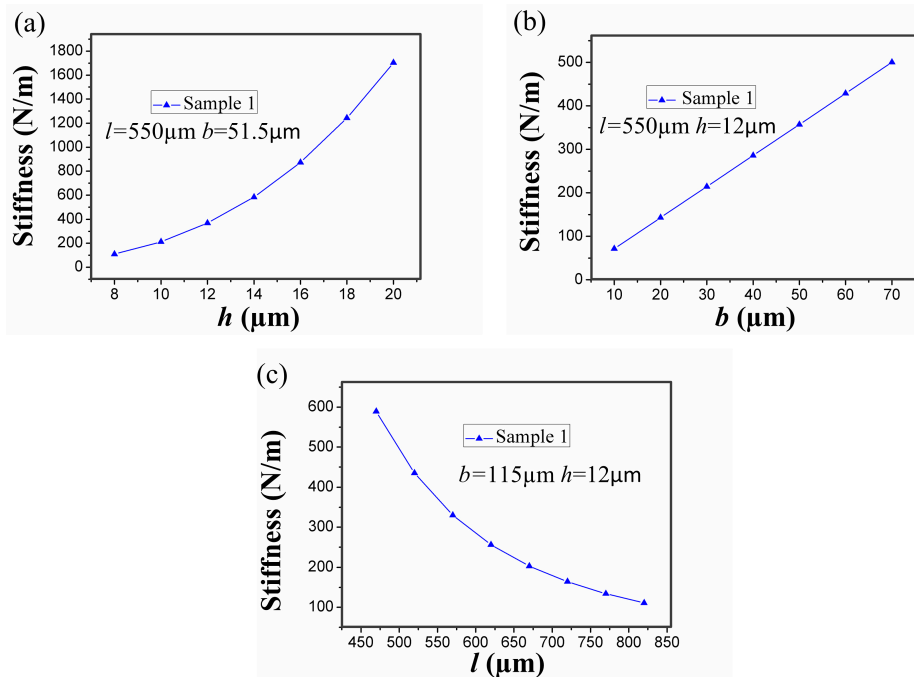 (a)
Stiffness (N/m)
1800
1600
1400
1200
1000
800
600
400
200
0
Sample 1
l=550μm b=51.5μm
8 10 12 14 16 18 20
h (μm)
(b)
Stiffness (N/m)
500
400
300
200
100
0
Sample 1
l=550μm h=12μm
10 20 30 40 50 60 70
b (μm)
(c)
Stiffness (N/m)
600
500
400
300
200
100
Sample 1
b=115μm h=12μm
450 500 550 600 650 700 750 800 850
l (μm)